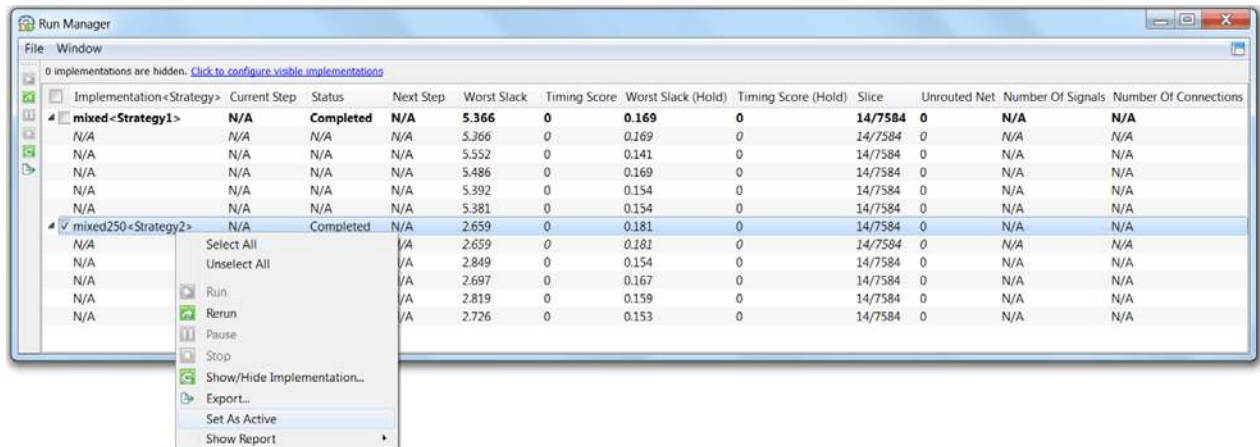 Run Manager
File Window
0 implementations are hidden. Click to configure visible implementations
Implementation<Strategy> Current Step Status Next Step Worst Slack Timing Score Worst Slack (Hold) Timing Score (Hold) Slice Unrouted Net Number Of Signals Number Of Connections
mixed<Strategy1> N/A Completed N/A 5.366 0 0.169 0 14/7584 0 N/A N/A
N/A N/A N/A N/A 5.366 0 0.169 0 14/7584 0 N/A N/A
N/A N/A N/A N/A 5.552 0 0.141 0 14/7584 0 N/A N/A
N/A N/A N/A N/A 5.486 0 0.169 0 14/7584 0 N/A N/A
N/A N/A N/A N/A 5.392 0 0.154 0 14/7584 0 N/A N/A
N/A N/A N/A N/A 5.381 0 0.154 0 14/7584 0 N/A N/A
mixed250<Strategy2> N/A Completed N/A 2.659 0 0.181 0 14/7584 0 N/A N/A
N/A /A 2.659 0 0.181 0 14/7584 0 N/A N/A
N/A /A 2.849 0 0.154 0 14/7584 0 N/A N/A
N/A /A 2.697 0 0.167 0 14/7584 0 N/A N/A
N/A /A 2.819 0 0.159 0 14/7584 0 N/A N/A
N/A /A 2.726 0 0.153 0 14/7584 0 N/A N/A
Select All
Unselect All
Run
Rerun
Pause
Stop
Show/Hide Implementation...
Export...
Set As Active
Show Report